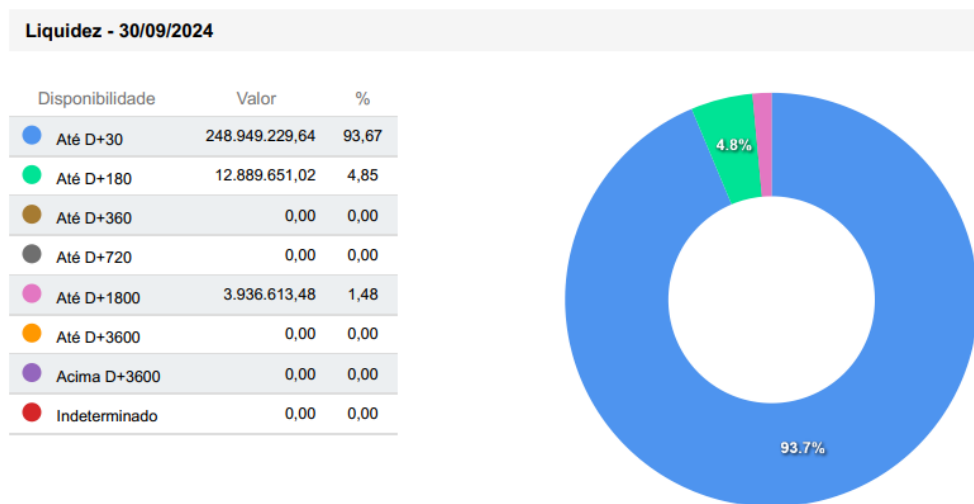 Liquidez - 30/09/2024
Disponibilidade Valor %
Até D+30 248.949.229,64 93,67
Até D+180 12.889.651,02 4,85
Até D+360 0,00 0,00
Até D+720 0,00 0,00
Até D+1800 3.936.613,48 1,48
Até D+3600 0,00 0,00
Acima D+3600 0,00 0,00
Indeterminado 0,00 0,00
4.8%
93.7%